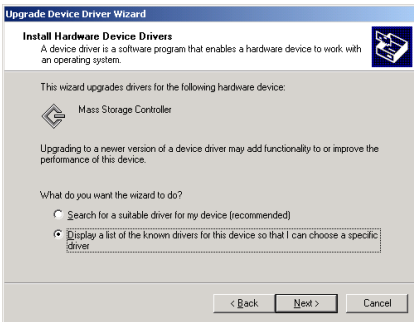 Upgrade Device Driver Wizard
Install Hardware Device Drivers
A device driver is a software program that enables a hardware device to work with
an operating system.
This wizard upgrades drivers for the following hardware device:
Mass Storage Controller
Upgrading to a newer version of a device driver may add functionality to or improve the
performance of this device.
What do you want the wizard to do?
Search for a suitable driver for my device (recommended)
Display a list of the known drivers for this device so that I can choose a specific
driver
< Back
Next >
Cancel